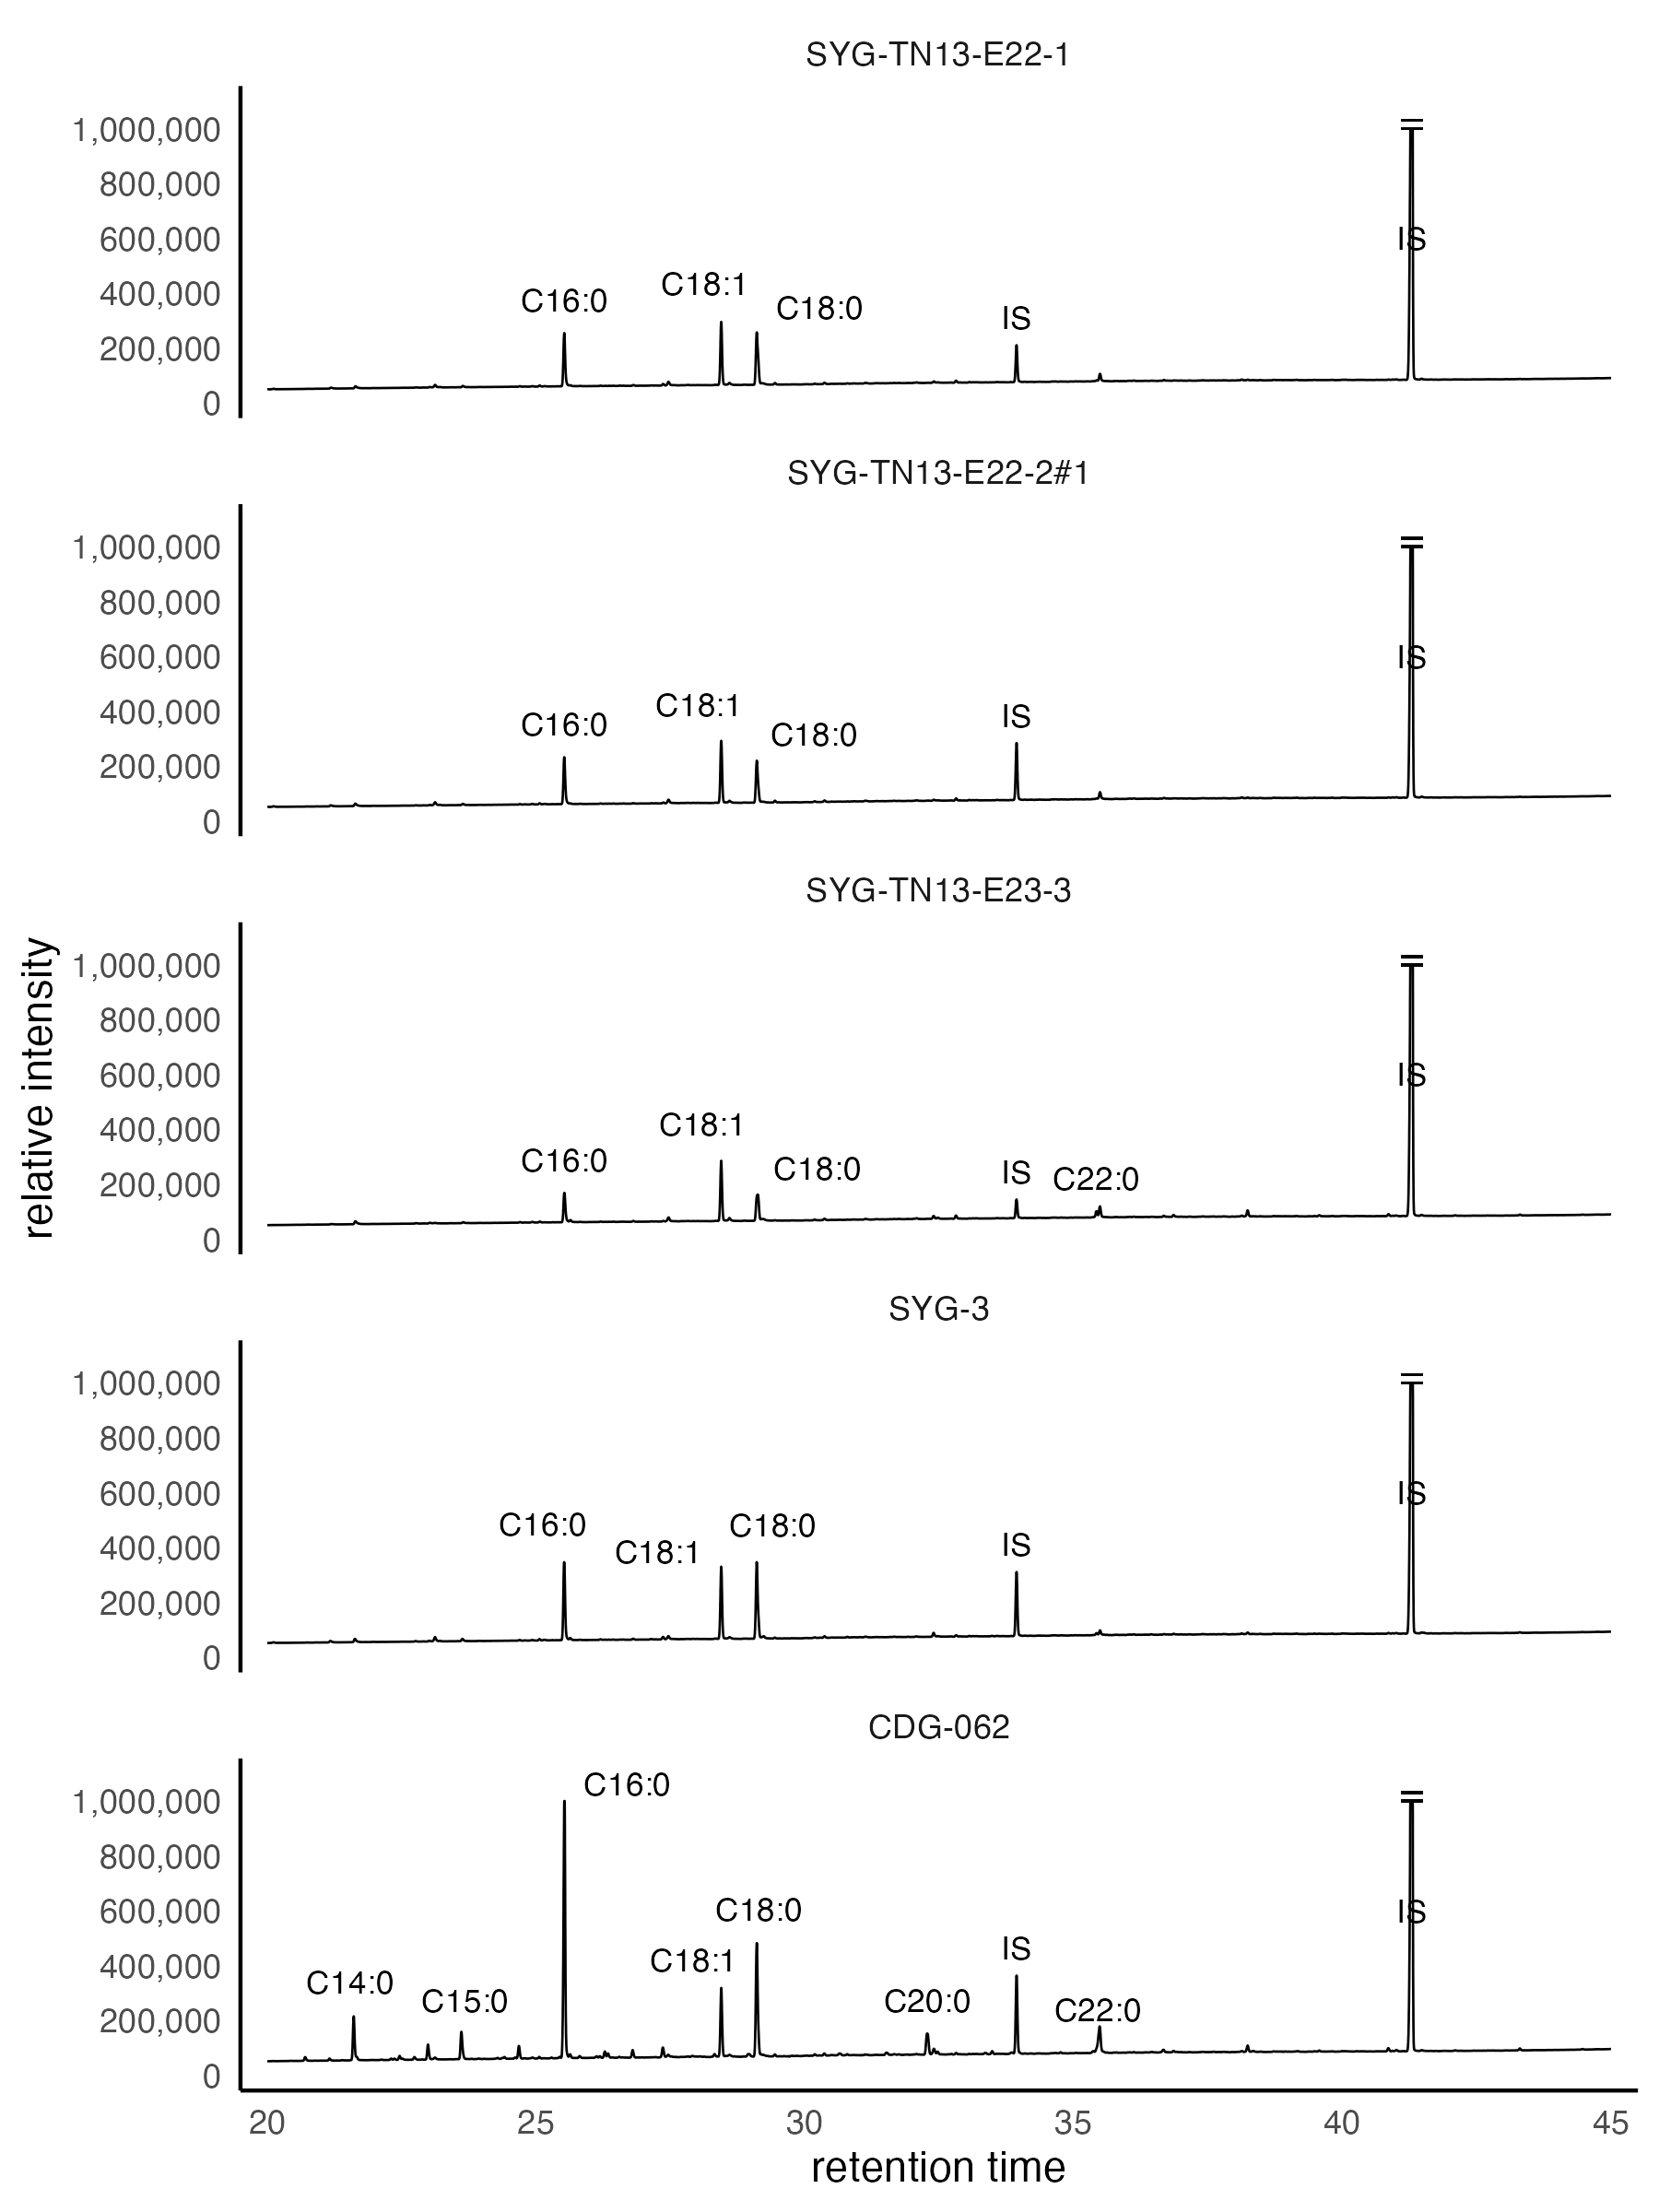 SYG-TN13-E22-1
1,000,000
800,000
600,000
IS
400,000
C16:0 C18:1 C18:0 IS
200,000
0
SYG-TN13-E22-2#1
1,000,000
800,000
600,000
IS
400,000
C16:0 C18:1 C18:0 IS
200,000
0
SYG-TN13-E23-3
relative intensity
1,000,000
800,000
600,000
IS
400,000
C16:0 C18:1 C18:0 IS C22:0
200,000
0
SYG-3
1,000,000
800,000
600,000
IS
C16:0 C18:1 C18:0 IS
400,000
200,000
0
CDG-062
C16:0
1,000,000
800,000
600,000
C18:0
IS
400,000
C14:0 C15:0 C18:1 C20:0 IS C22:0
200,000
0
20 25 30 35 40 45
retention time